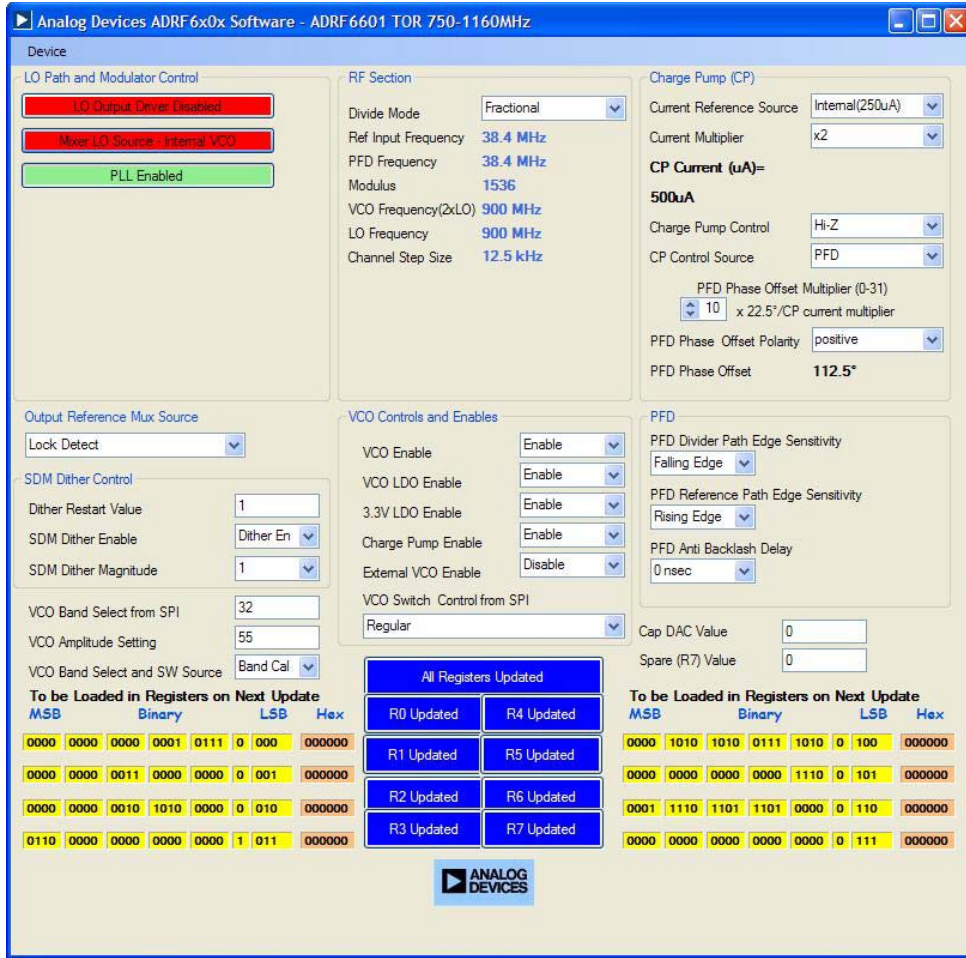 Analog Devices ADRF6x0x Software - ADRF6601 TOR 750-1160MHz
Device
LO Path and Modulator Control
LO Output Driver Disabled
Mixer LO Source - Internal VCO
PLL Enabled
RF Section
Divide Mode Fractional
Ref Input Frequency 38.4 MHz
PFD Frequency 38.4 MHz
Modulus 1536
VCO Frequency(2xLO) 900 MHz
LO Frequency 900 MHz
Channel Step Size 12.5 kHz
Charge Pump (CP)
Current Reference Source Internal(250uA)
Current Multiplier x2
CP Current (uA)=
500uA
Charge Pump Control Hi-Z
CP Control Source PFD
PFD Phase Offset Multiplier (0-31)
10 x 22.5°/CP current multiplier
PFD Phase Offset Polarity positive
PFD Phase Offset 112.5°
Output Reference Mux Source
Lock Detect
SDM Dither Control
Dither Restart Value 1
SDM Dither Enable Dither En
SDM Dither Magnitude 1
VCO Band Select from SPI 32
VCO Amplitude Setting 55
VCO Band Select and SW Source Band Cal
VCO Controls and Enables
VCO Enable Enable
VCO LDO Enable Enable
3.3V LDO Enable Enable
Charge Pump Enable Enable
External VCO Enable Disable
VCO Switch Control from SPI
Regular
PFD
PFD Divider Path Edge Sensitivity
Falling Edge
PFD Reference Path Edge Sensitivity
Rising Edge
PFD Anti Backlash Delay
0 nsec
Cap DAC Value 0
Spare (R7) Value 0
To be Loaded in Registers on Next Update
MSB Binary LSB Hex
0000 0000 0000 0001 0111 0 000 000000
0000 0000 0011 0000 0000 0 001 000000
0000 0000 0010 1010 0000 0 010 000000
0110 0000 0000 0000 0000 1 011 000000
All Registers Updated
R0 Updated R4 Updated
R1 Updated R5 Updated
R2 Updated R6 Updated
R3 Updated R7 Updated
To be Loaded in Registers on Next Update
MSB Binary LSB Hex
0000 1010 1010 0111 1010 0 100 000000
0000 0000 0000 0000 1110 0 101 000000
0001 1110 1101 1101 0000 0 110 000000
0000 0000 0000 0000 0000 0 111 000000
ANALOG
DEVICES